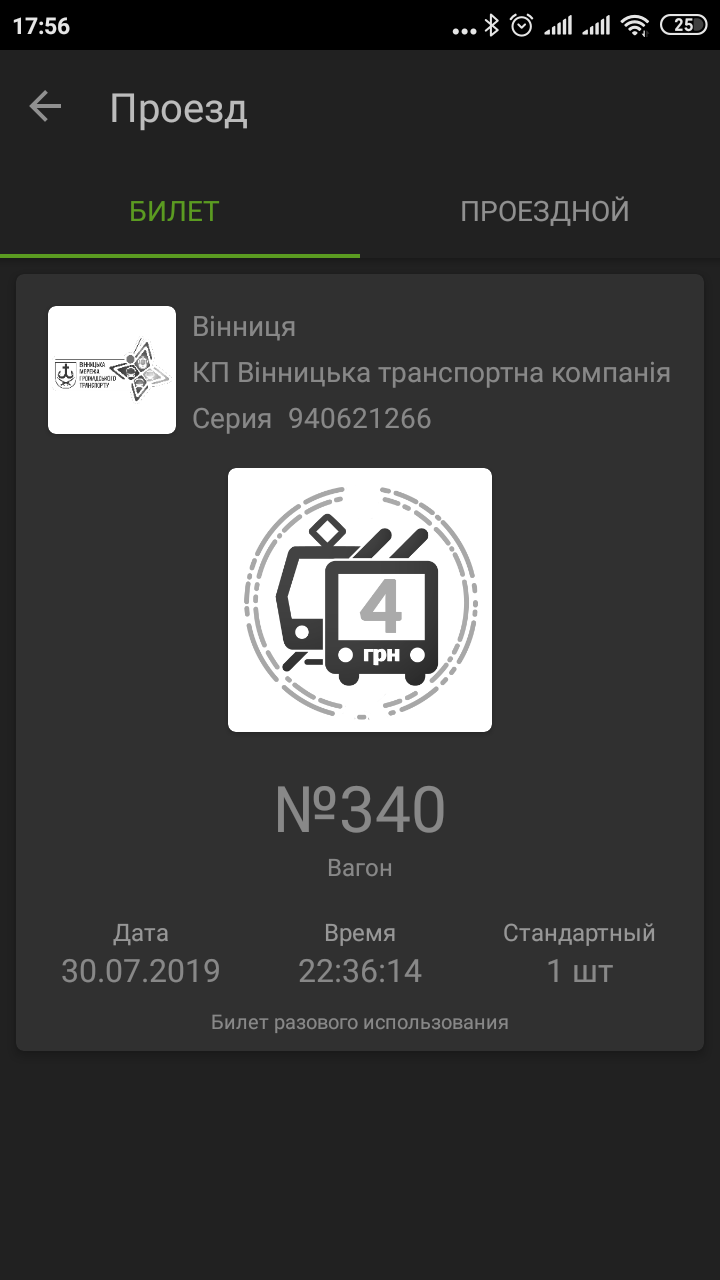 17:56
25
Проезд
БИЛЕТ
ПРОЕЗДНОЙ
Вінниця
ВІННИЦЬКА
МЕРЕЖА
ГРОМАДСЬКОГО
ТРАНСПОРТУ
КП Вінницька транспортна компанія
Серия 940621266
4
грн
№340
Вагон
Дата Время Стандартный
30.07.2019 22:36:14 1 шт
Билет разового использования